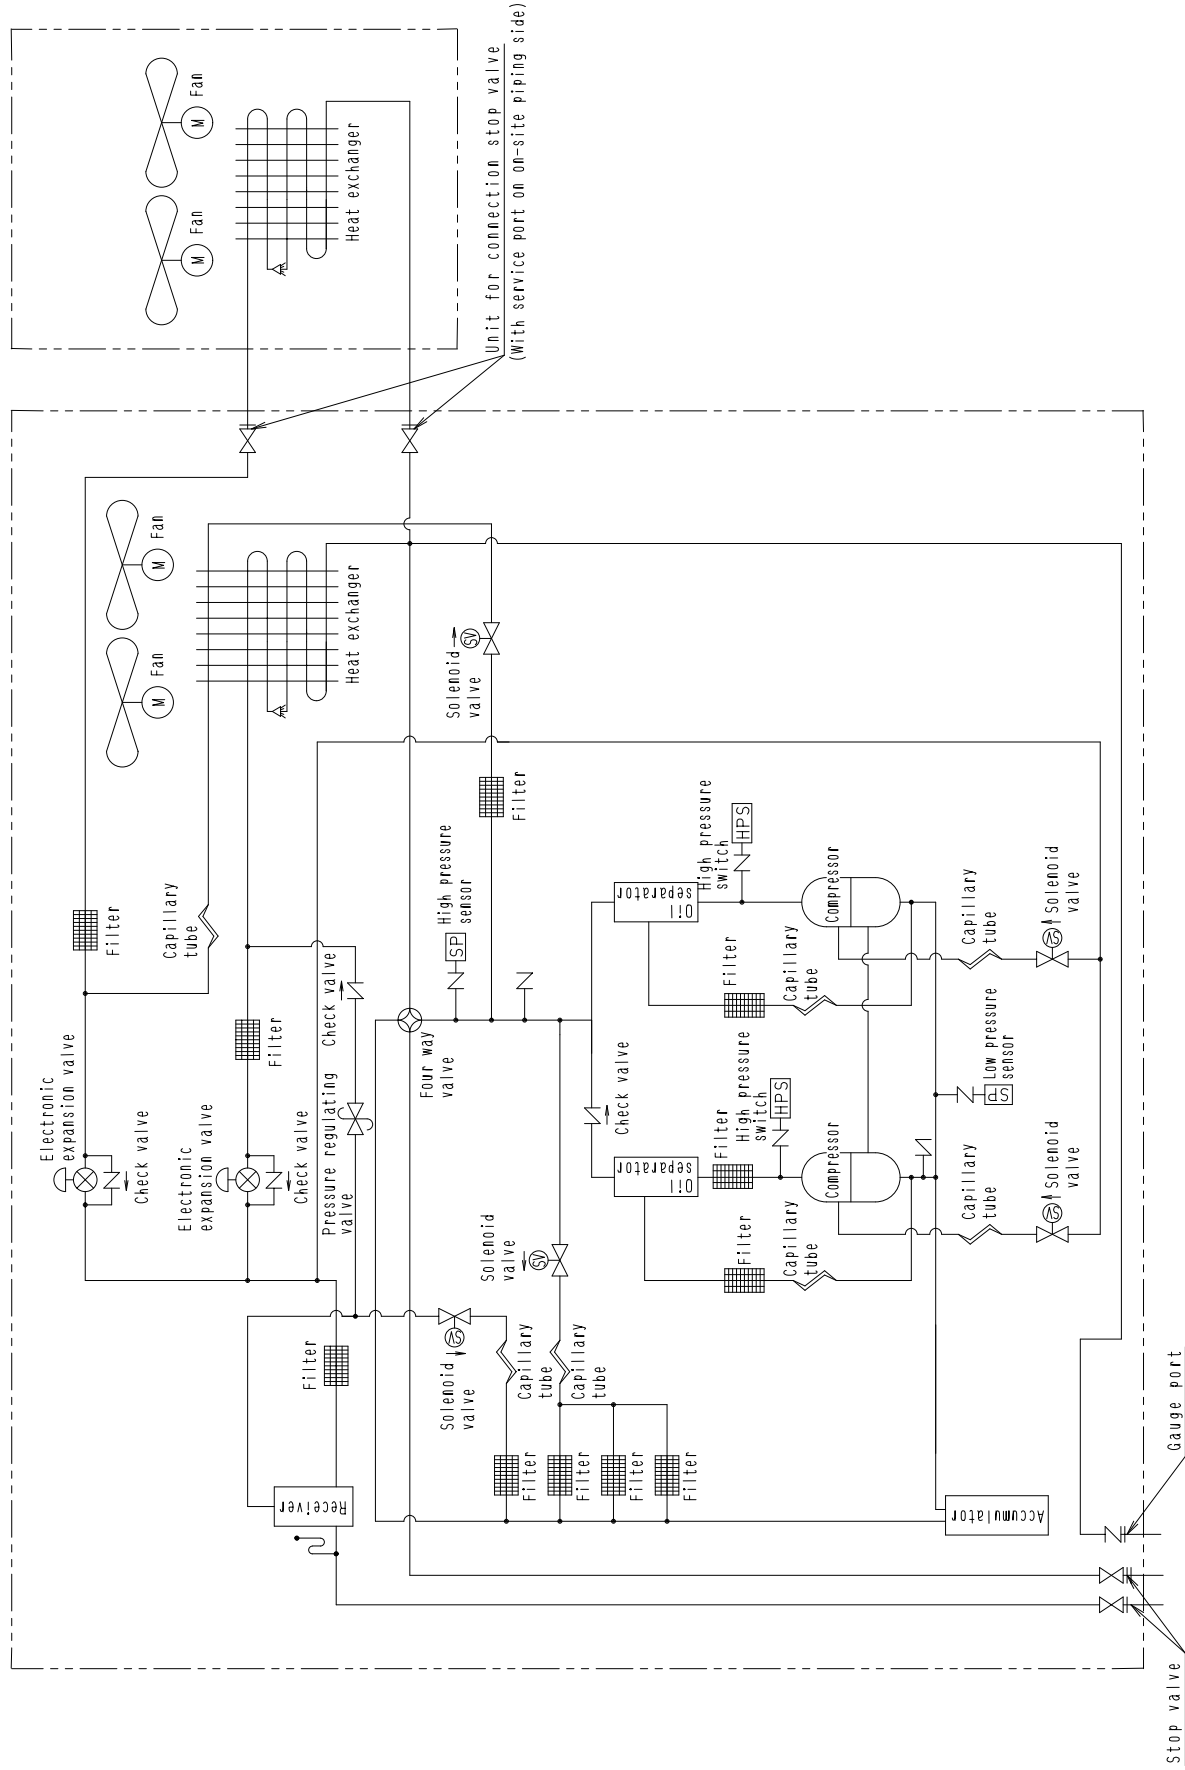 Fan
M
Fan
M
Heat exchanger
Unit for connection stop valve
(With service port on on-site piping side)
Fan
M
Fan
M
Heat exchanger
Solenoid
valve
SV
Filter
Filter
Capillary
tube
Electronic
expansion valve
Check valve
Filter
Electronic
expansion valve
Check valve
Check valve
Pressure regulating
valve
High pressure
sensor
SP
Four way
valve
Oil
separator
High pressure
switch
HPS
Compressor
Filter
Capillary
tube
Capillary
tube
Solenoid
valve
SV
Check valve
Oil
separator
Filter
High pressure
switch
HPS
Compressor
Filter
Capillary
tube
Low pressure
sensor
SP
Capillary
tube
Solenoid
valve
SV
Solenoid
valve
SV
Filter
Solenoid
valve
SV
Capillary
tube
Capillary
tube
Filter
Filter
Filter
Filter
Receiver
Accumulator
Gauge port
Stop valve